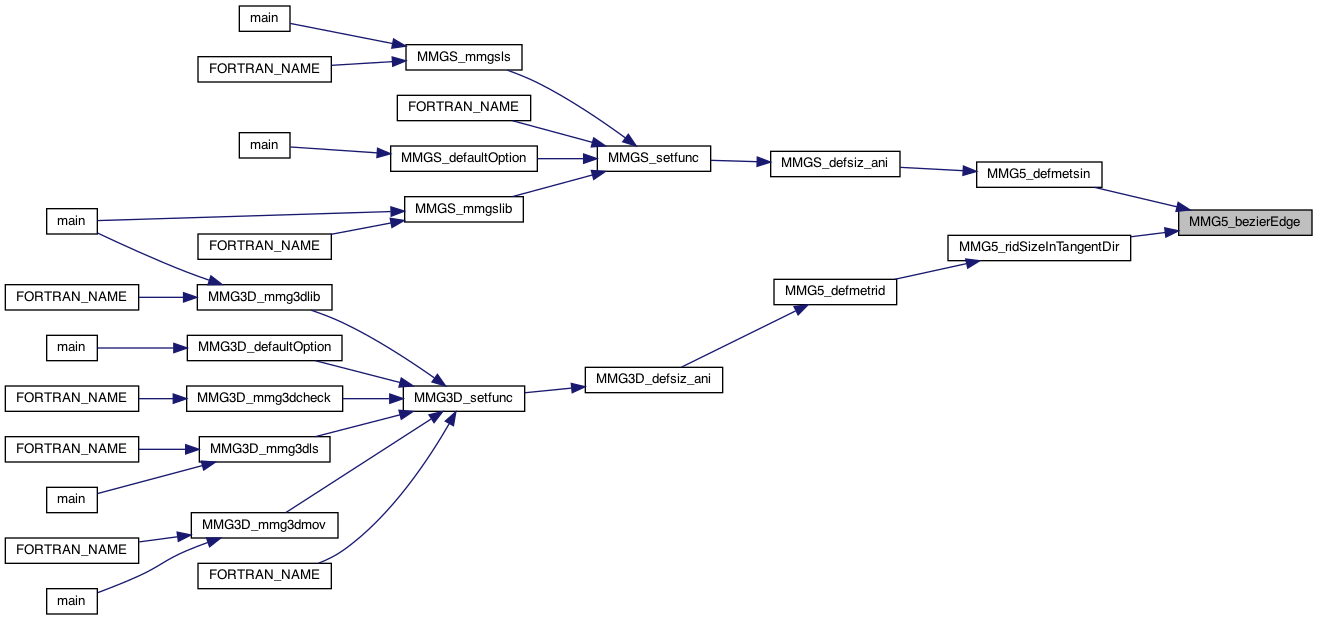 main
MMGS_mmgsls
FORTRAN_NAME
FORTRAN_NAME
main
MMGS_defaultOption
MMGS_setfunc
MMGS_defsiz_ani
MMG5_defmetsin
MMGS_mmgslib
main
MMG5_bezierEdge
FORTRAN_NAME
MMG5_ridSizeInTangentDir
FORTRAN_NAME
MMG3D_mmg3dlib
MMG5_defmetrid
main
MMG3D_defaultOption
MMG3D_defsiz_ani
FORTRAN_NAME
MMG3D_mmg3dcheck
MMG3D_setfunc
FORTRAN_NAME
MMG3D_mmg3dls
main
MMG3D_mmg3dmov
FORTRAN_NAME
FORTRAN_NAME
main